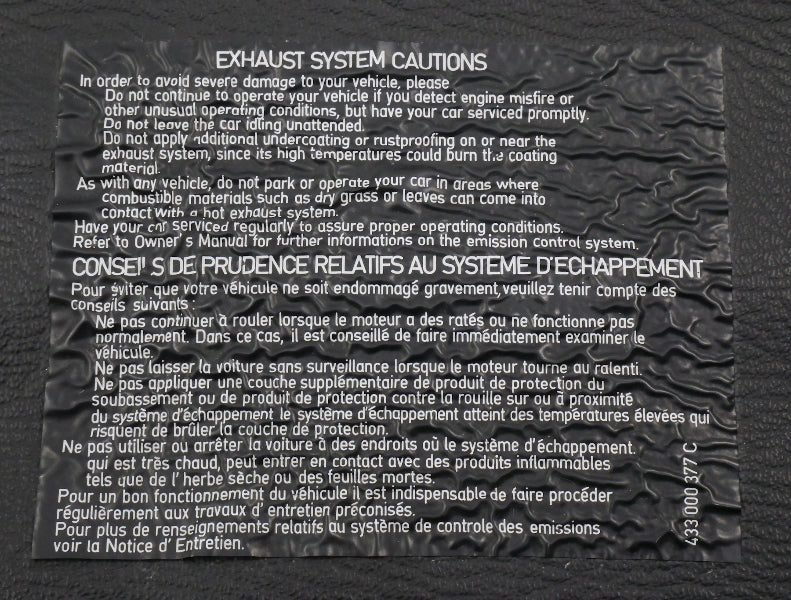 EXHAUST SYSTEM CAUTIONS
In order to avoid severe damage to your vehicle, please
Do not continue to operate your vehicle if you detect engine misfire or
other unusual operating conditions, but have your car serviced promptly.
Do not leave the car idling unattended.
Do not apply additional undercoating or rustproofing on or near the
exhaust system, since its high temperatures could burn the coating
material.
As with any vehicle, do not park or operate your car in areas where
combustible materials such as dry grass or leaves can come into
contact with a hot exhaust system.
Have your car serviced regularly to assure proper operating conditions.
Refer to Owner's Manual for further informations on the emission control system.
CONSEILS DE PRUDENCE RELATIFS AU SYSTEME D'ECHAPPEMENT
Pour éviter que votre véhicule ne soit endommagé gravement, veuillez tenir compte des
conseils suivants :
Ne pas continuer à rouler lorsque le moteur a des ratés ou ne fonctionne pas
normalement. Dans ce cas, il est conseillé de faire immédiatement examiner le
véhicule.
Ne pas laisser la voiture sans surveillance lorsque le moteur tourne au ralenti.
Ne pas appliquer une couche supplémentaire de produit de protection du
soubassement ou de produit de protection contre la rouille sur ou à proximité
du système d'échappement le système d'échappement atteint des températures élevées qui
risquent de brûler la couche de protection.
Ne pas utiliser ou arrêter la voiture à des endroits où le système d'échappement.
qui est très chaud, peut entrer en contact avec des produits inflammables
tels que de l'herbe sèche ou des feuilles mortes.
Pour un bon fonctionnement du véhicule il est indispensable de faire procéder
régulièrement aux travaux d'entretien préconisés.
Pour plus de renseignements relatifs au système de controle des emissions
voir la Notice d'Entretien.
433 000 377 C